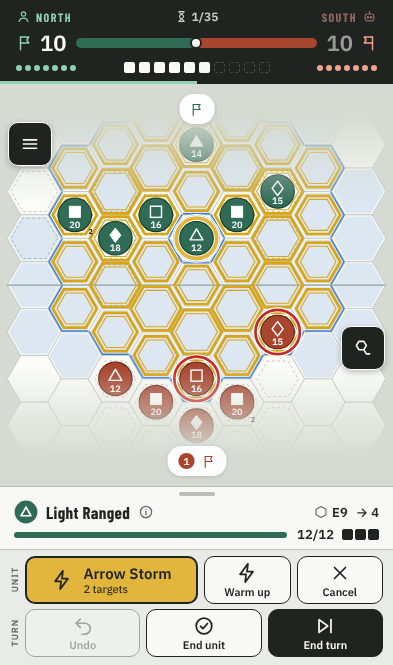 NORTH
1/35
SOUTH
10
10
14
15
20
2
18
16
12
20
15
12
20
16
20
2
18
1
Light Ranged
E9 → 4
12/12
UNIT
Arrow Storm
2 targets
Warm up
Cancel
TURN
Undo
End unit
End turn